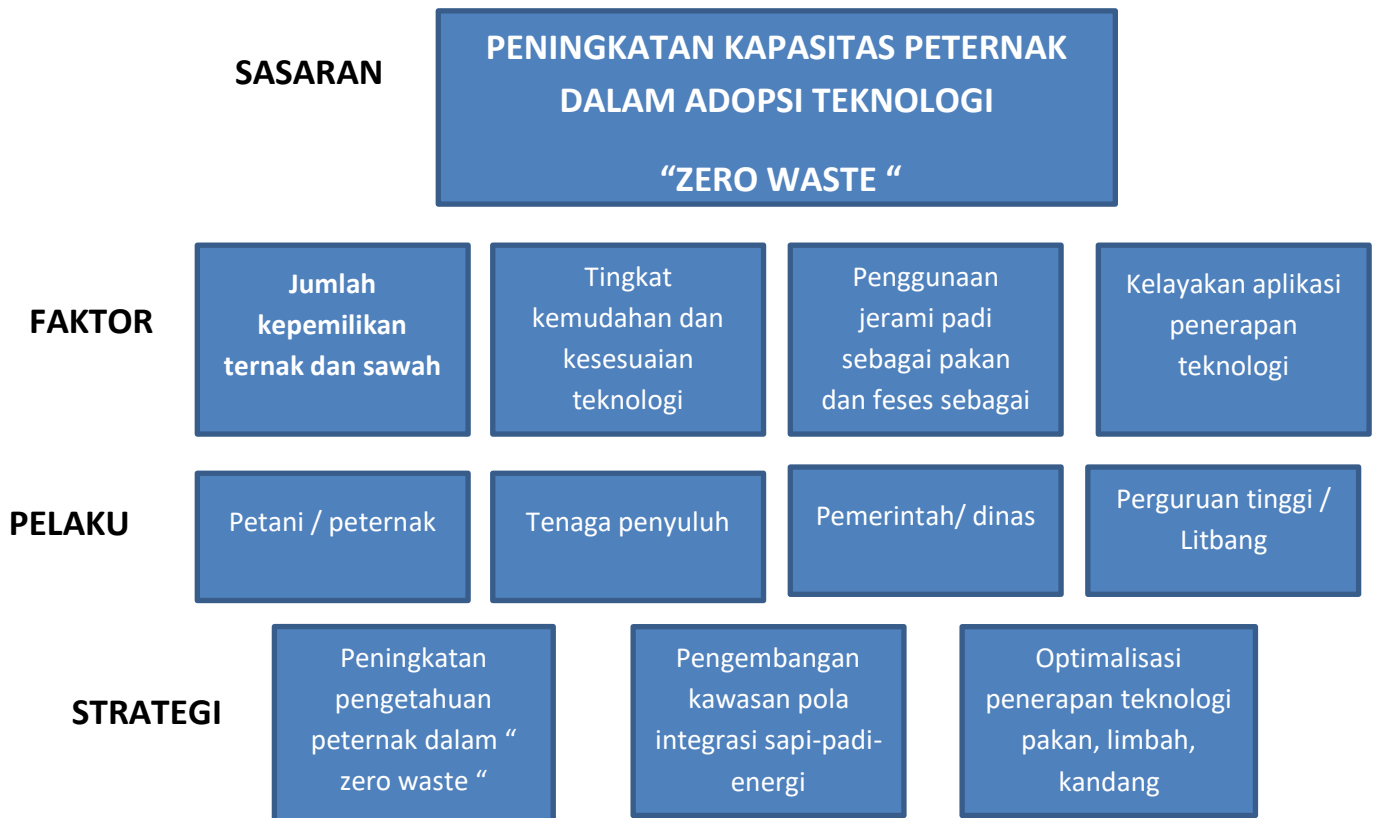 SASARAN
PENINGKATAN KAPASITAS PETERNAK
DALAM ADOPSI TEKNOLOGI
“ZERO WASTE “
FAKTOR
Jumlah
kepemilikan
ternak dan sawah
Tingkat
kemudahan dan
kesesuaian
teknologi
Penggunaan
jerami padi
sebagai pakan
dan feses sebagai
Kelayakan aplikasi
penerapan
teknologi
PELAKU
Petani / peternak
Tenaga penyuluh
Pemerintah/ dinas
Perguruan tinggi /
Litbang
STRATEGI
Peningkatan
pengetahuan
peternak dalam “
zero waste “
Pengembangan
kawasan pola
integrasi sapi-padi-
energi
Optimalisasi
penerapan teknologi
pakan, limbah,
kandang